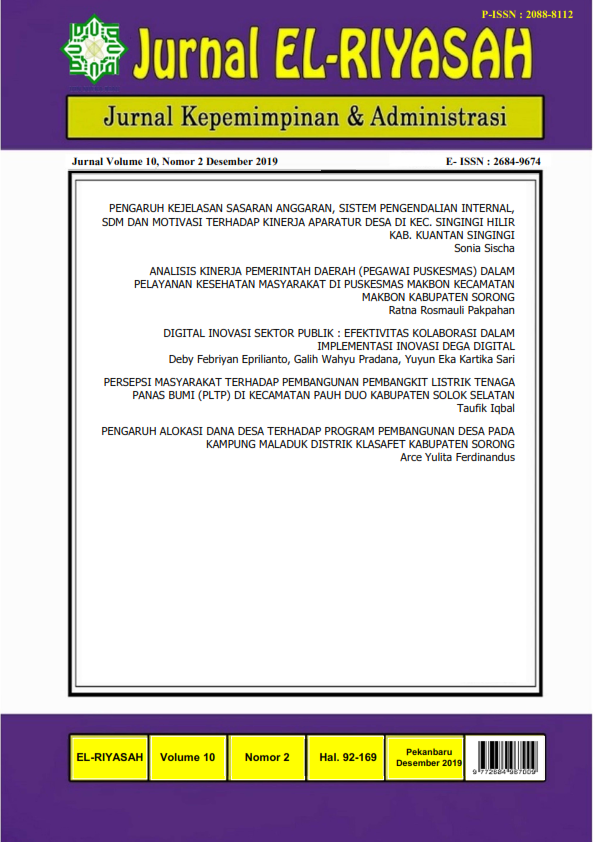 P-ISSN : 2088-8112
Jurnal EL-RIYASAH
Jurnal Kepemimpinan & Administrasi
Jurnal Volume 10, Nomor 2 Desember 2019
E- ISSN : 2684-9674
PENGARUH KEJELASAN SASARAN ANGGARAN, SISTEM PENGENDALIAN INTERNAL,
SDM DAN MOTIVASI TERHADAP KINERJA APARATUR DESA DI KEC. SINGINGI HILIR
KAB. KUANTAN SINGINGI
Sonia Sischa
ANALISIS KINERJA PEMERINTAH DAERAH (PEGAWAI PUSKESMAS) DALAM
PELAYANAN KESEHATAN MASYARAKAT DI PUSKESMAS MAKBON KECAMATAN
MAKBON KABUPATEN SORONG
Ratna Rosmauli Pakpahan
DIGITAL INOVASI SEKTOR PUBLIK : EFEKTIVITAS KOLABORASI DALAM
IMPLEMENTASI INOVASI DEGA DIGITAL
Deby Febriyan Eprilianto, Galih Wahyu Pradana, Yuyun Eka Kartika Sari
PERSEPSI MASYARAKAT TERHADAP PEMBANGUNAN PEMBANGKIT LISTRIK TENAGA
PANAS BUMI (PLTP) DI KECAMATAN PAUH DUO KABUPATEN SOLOK SELATAN
Taufik Iqbal
PENGARUH ALOKASI DANA DESA TERHADAP PROGRAM PEMBANGUNAN DESA PADA
KAMPUNG MALADUK DISTRIK KLASAFET KABUPATEN SORONG
Arce Yulita Ferdinandus
EL-RIYASAH
Volume 10
Nomor 2
Hal. 92-169
Pekanbaru
Desember 2019
9 772684 967009